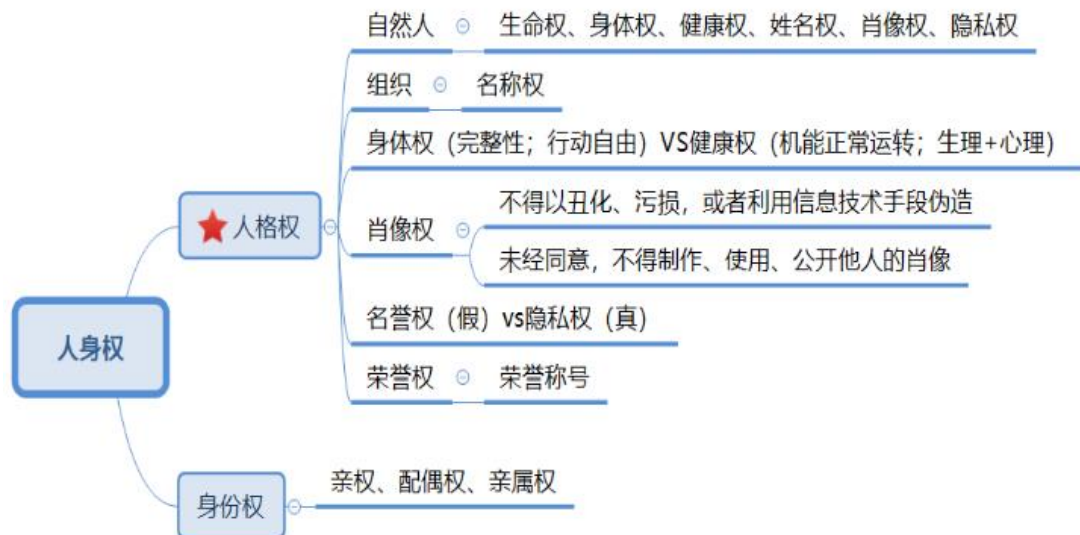 自然人
生命权、身体权、健康权、姓名权、肖像权、隐私权
组织
名称权
身体权（完整性；行动自由）VS健康权（机能正常运转；生理+心理）
不得以丑化、污损，或者利用信息技术手段伪造
人格权
肖像权
未经同意，不得制作、使用、公开他人的肖像
名誉权（假）vs隐私权（真）
人身权
荣誉权
荣誉称号
亲权、配偶权、亲属权
身份权